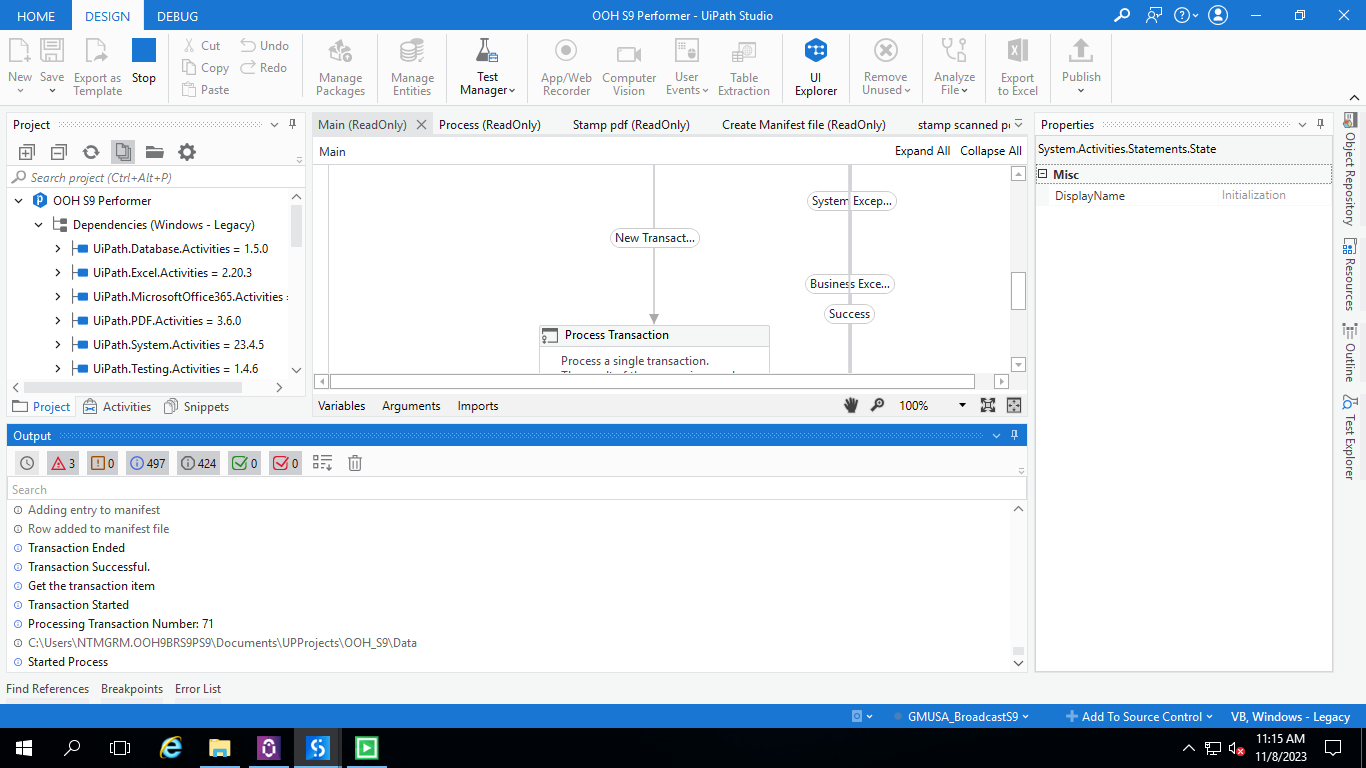 HOME DESIGN DEBUG OOH S9 Performer - UiPath Studio
New Save Export as Template Stop
Cut Undo
Copy Redo
Paste
Manage Packages
Manage Entities
Test Manager
App/Web Recorder
Computer Vision
User Events
Table Extraction
UI Explorer
Remove Unused
Analyze File
Export to Excel
Publish
Project
Search project (Ctrl+Alt+P)
OOH S9 Performer
Dependencies (Windows - Legacy)
UiPath.Database.Activities = 1.5.0
UiPath.Excel.Activities = 2.20.3
UiPath.MicrosoftOffice365.Activities =
UiPath.PDF.Activities = 3.6.0
UiPath.System.Activities = 23.4.5
UiPath.Testing.Activities = 1.4.6
Project Activities Snippets
Main (ReadOnly) Process (ReadOnly) Stamp pdf (ReadOnly) Create Manifest file (ReadOnly) stamp scanned p
Main Expand All Collapse All
System Excep...
New Transact...
Business Exce...
Success
Process Transaction
Process a single transaction.
Variables Arguments Imports 100%
Properties
System.Activities.Statements.State
Misc
DisplayName Initialization
Object Repository
Resources
Outline
Test Explorer
Output
3 0 497 424 0 0
Search
Adding entry to manifest
Row added to manifest file
Transaction Ended
Transaction Successful.
Get the transaction item
Transaction Started
Processing Transaction Number: 71
C:\Users\NTMGRM.OOH9BRS9PS9\Documents\UPProjects\OOH_S9\Data
Started Process
Find References Breakpoints Error List
GMUSA_BroadcastS9 Add To Source Control VB, Windows - Legacy
11:15 AM
11/8/2023